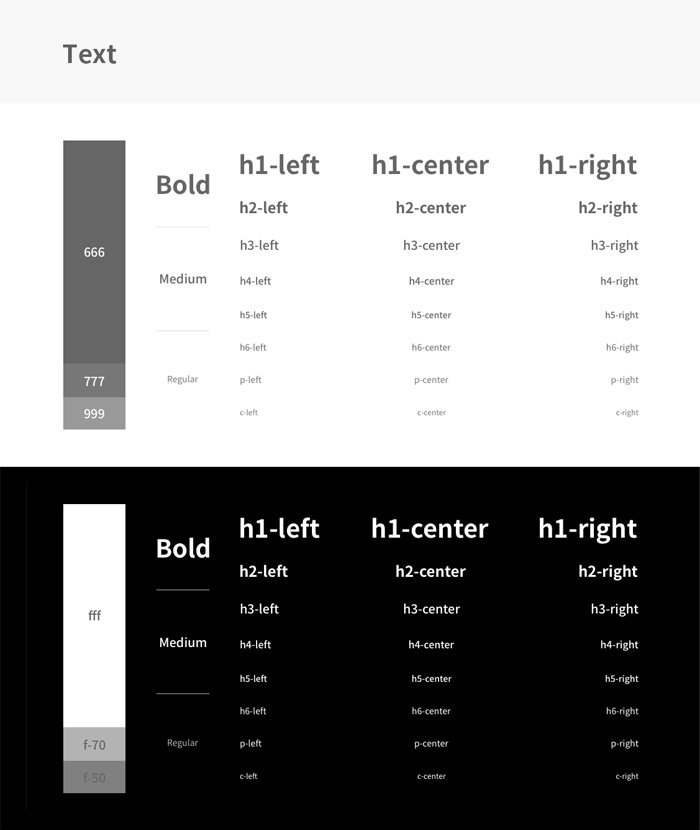 Text
h1-left h1-center h1-right
Bold
h2-left h2-center h2-right
h3-left h3-center h3-right
666
Medium
h4-left h4-center h4-right
h5-left h5-center h5-right
h6-left h6-center h6-right
777 Regular p-left p-center p-right
999 c-left c-center c-right
h1-left h1-center h1-right
Bold
h2-left h2-center h2-right
h3-left h3-center h3-right
fff
Medium h4-left h4-center h4-right
h5-left h5-center h5-right
h6-left h6-center h6-right
f-70 Regular p-left p-center p-right
f-50 c-left c-center c-right